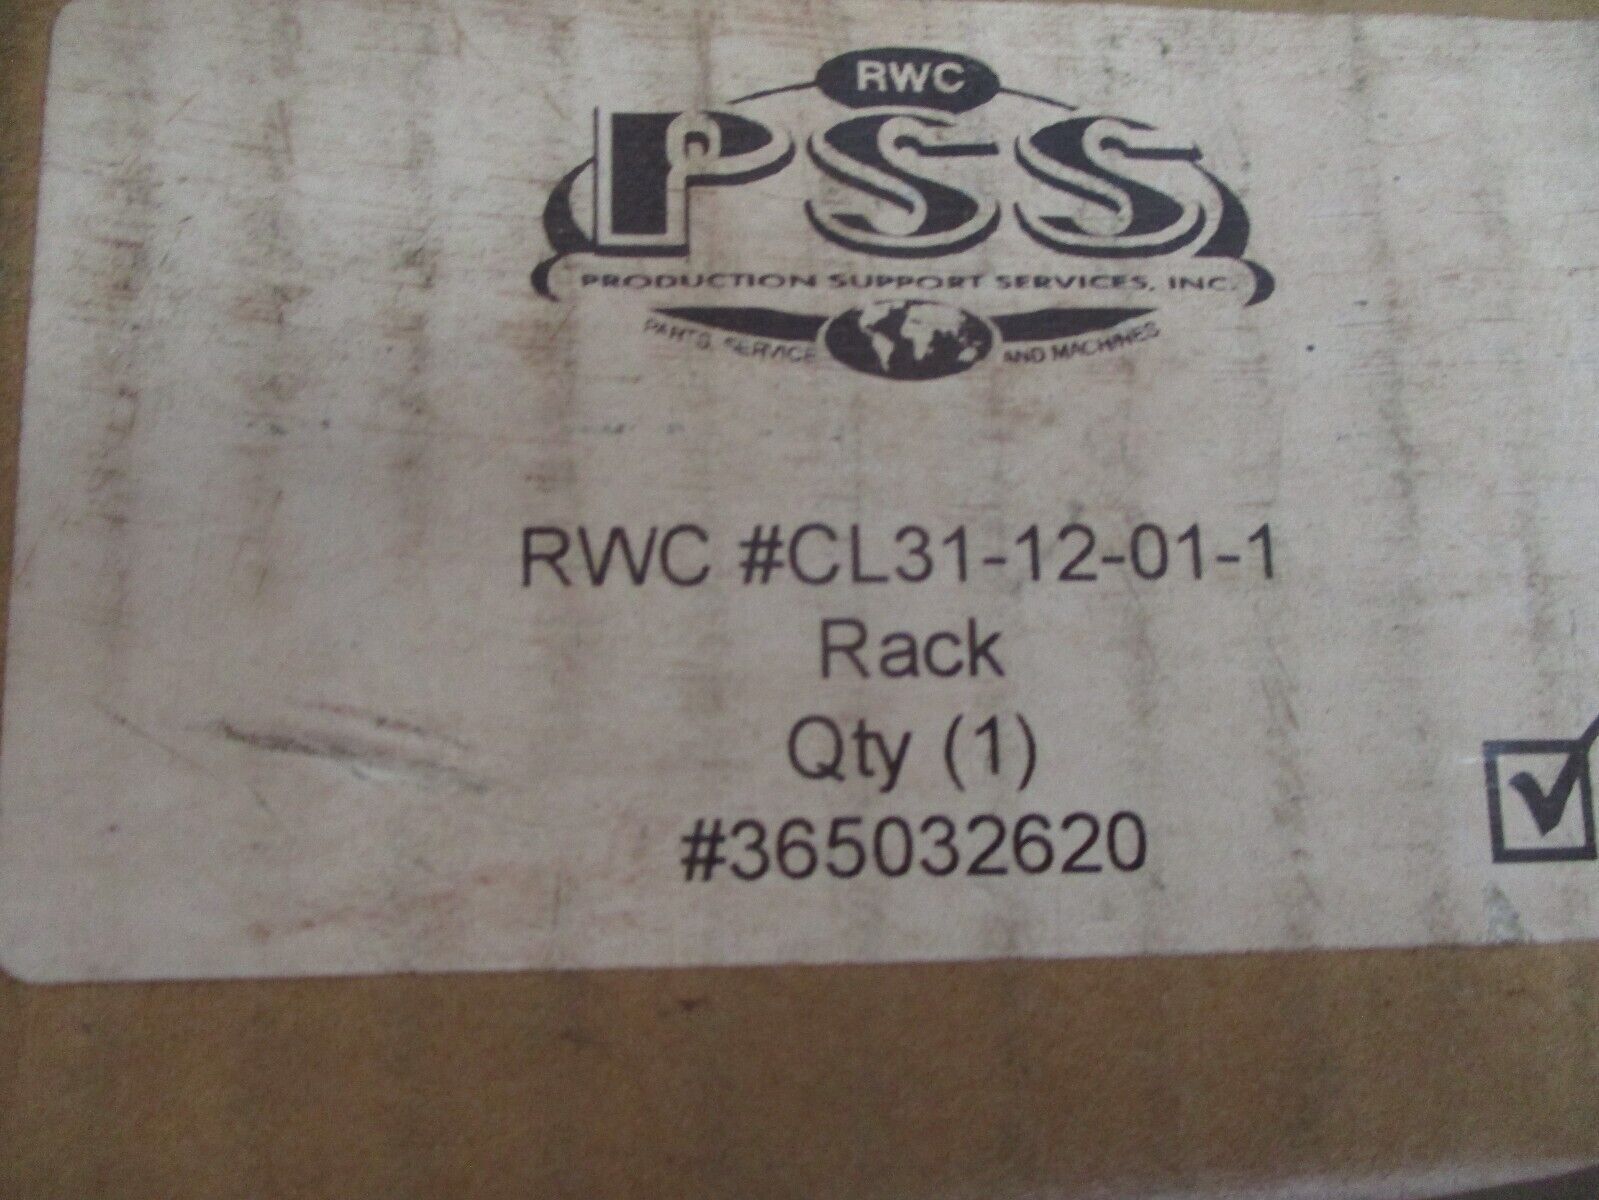 RWC
PSS
PRODUCTION SUPPORT SERVICES, INC.
PARTS, SERVICE AND MACHINES
RWC #CL31-12-01-1
Rack
Qty (1)
#365032620